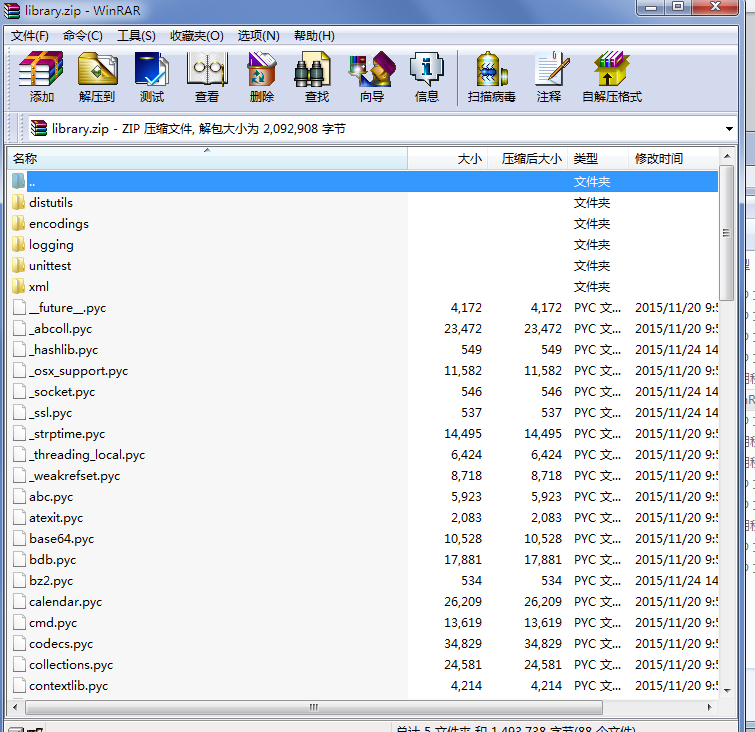 library.zip - WinRAR
文件(F) 命令(C) 工具(S) 收藏夹(O) 选项(N) 帮助(H)
添加 解压到 测试 查看 删除 查找 向导 信息 扫描病毒 注释 自解压格式
library.zip - ZIP 压缩文件, 解包大小为 2,092,908 字节
名称 大小 压缩后大小 类型 修改时间
.. 文件夹
distutils 文件夹
encodings 文件夹
logging 文件夹
unittest 文件夹
xml 文件夹
__future__.pyc 4,172 4,172 PYC 文... 2015/11/20 9:5
_abcoll.pyc 23,472 23,472 PYC 文... 2015/11/20 9:5
_hashlib.pyc 549 549 PYC 文... 2015/11/24 14
_osx_support.pyc 11,582 11,582 PYC 文... 2015/11/20 9:5
_socket.pyc 546 546 PYC 文... 2015/11/24 14
_ssl.pyc 537 537 PYC 文... 2015/11/24 14
_strptime.pyc 14,495 14,495 PYC 文... 2015/11/20 9:5
_threading_local.pyc 6,424 6,424 PYC 文... 2015/11/20 9:5
_weakrefset.pyc 8,718 8,718 PYC 文... 2015/11/20 9:5
abc.pyc 5,923 5,923 PYC 文... 2015/11/20 9:5
atexit.pyc 2,083 2,083 PYC 文... 2015/11/20 9:5
base64.pyc 10,528 10,528 PYC 文... 2015/11/20 9:5
bdb.pyc 17,881 17,881 PYC 文... 2015/11/20 9:5
bz2.pyc 534 534 PYC 文... 2015/11/24 14
calendar.pyc 26,209 26,209 PYC 文... 2015/11/20 9:5
cmd.pyc 13,619 13,619 PYC 文... 2015/11/20 9:5
codecs.pyc 34,829 34,829 PYC 文... 2015/11/20 9:5
collections.pyc 24,581 24,581 PYC 文... 2015/11/20 9:5
contextlib.pyc 4,214 4,214 PYC 文... 2015/11/20 9:5
总计 5 文件夹 和 1,493,738 字节(88 个文件)